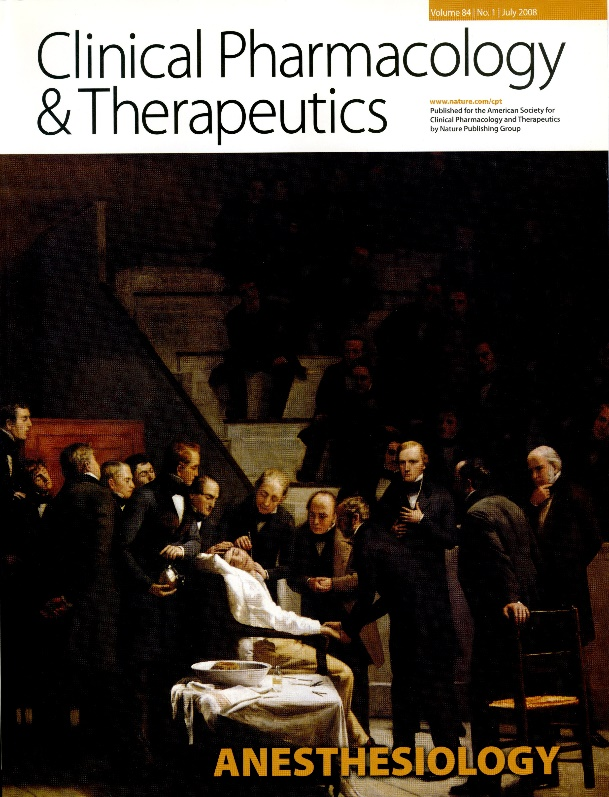 Volume 84 | No. 1 | July 2008
Clinical Pharmacology
& Therapeutics
www.nature.com/cpt
Published for the American Society for
Clinical Pharmacology and Therapeutics
by Nature Publishing Group
ANESTHESIOLOGY